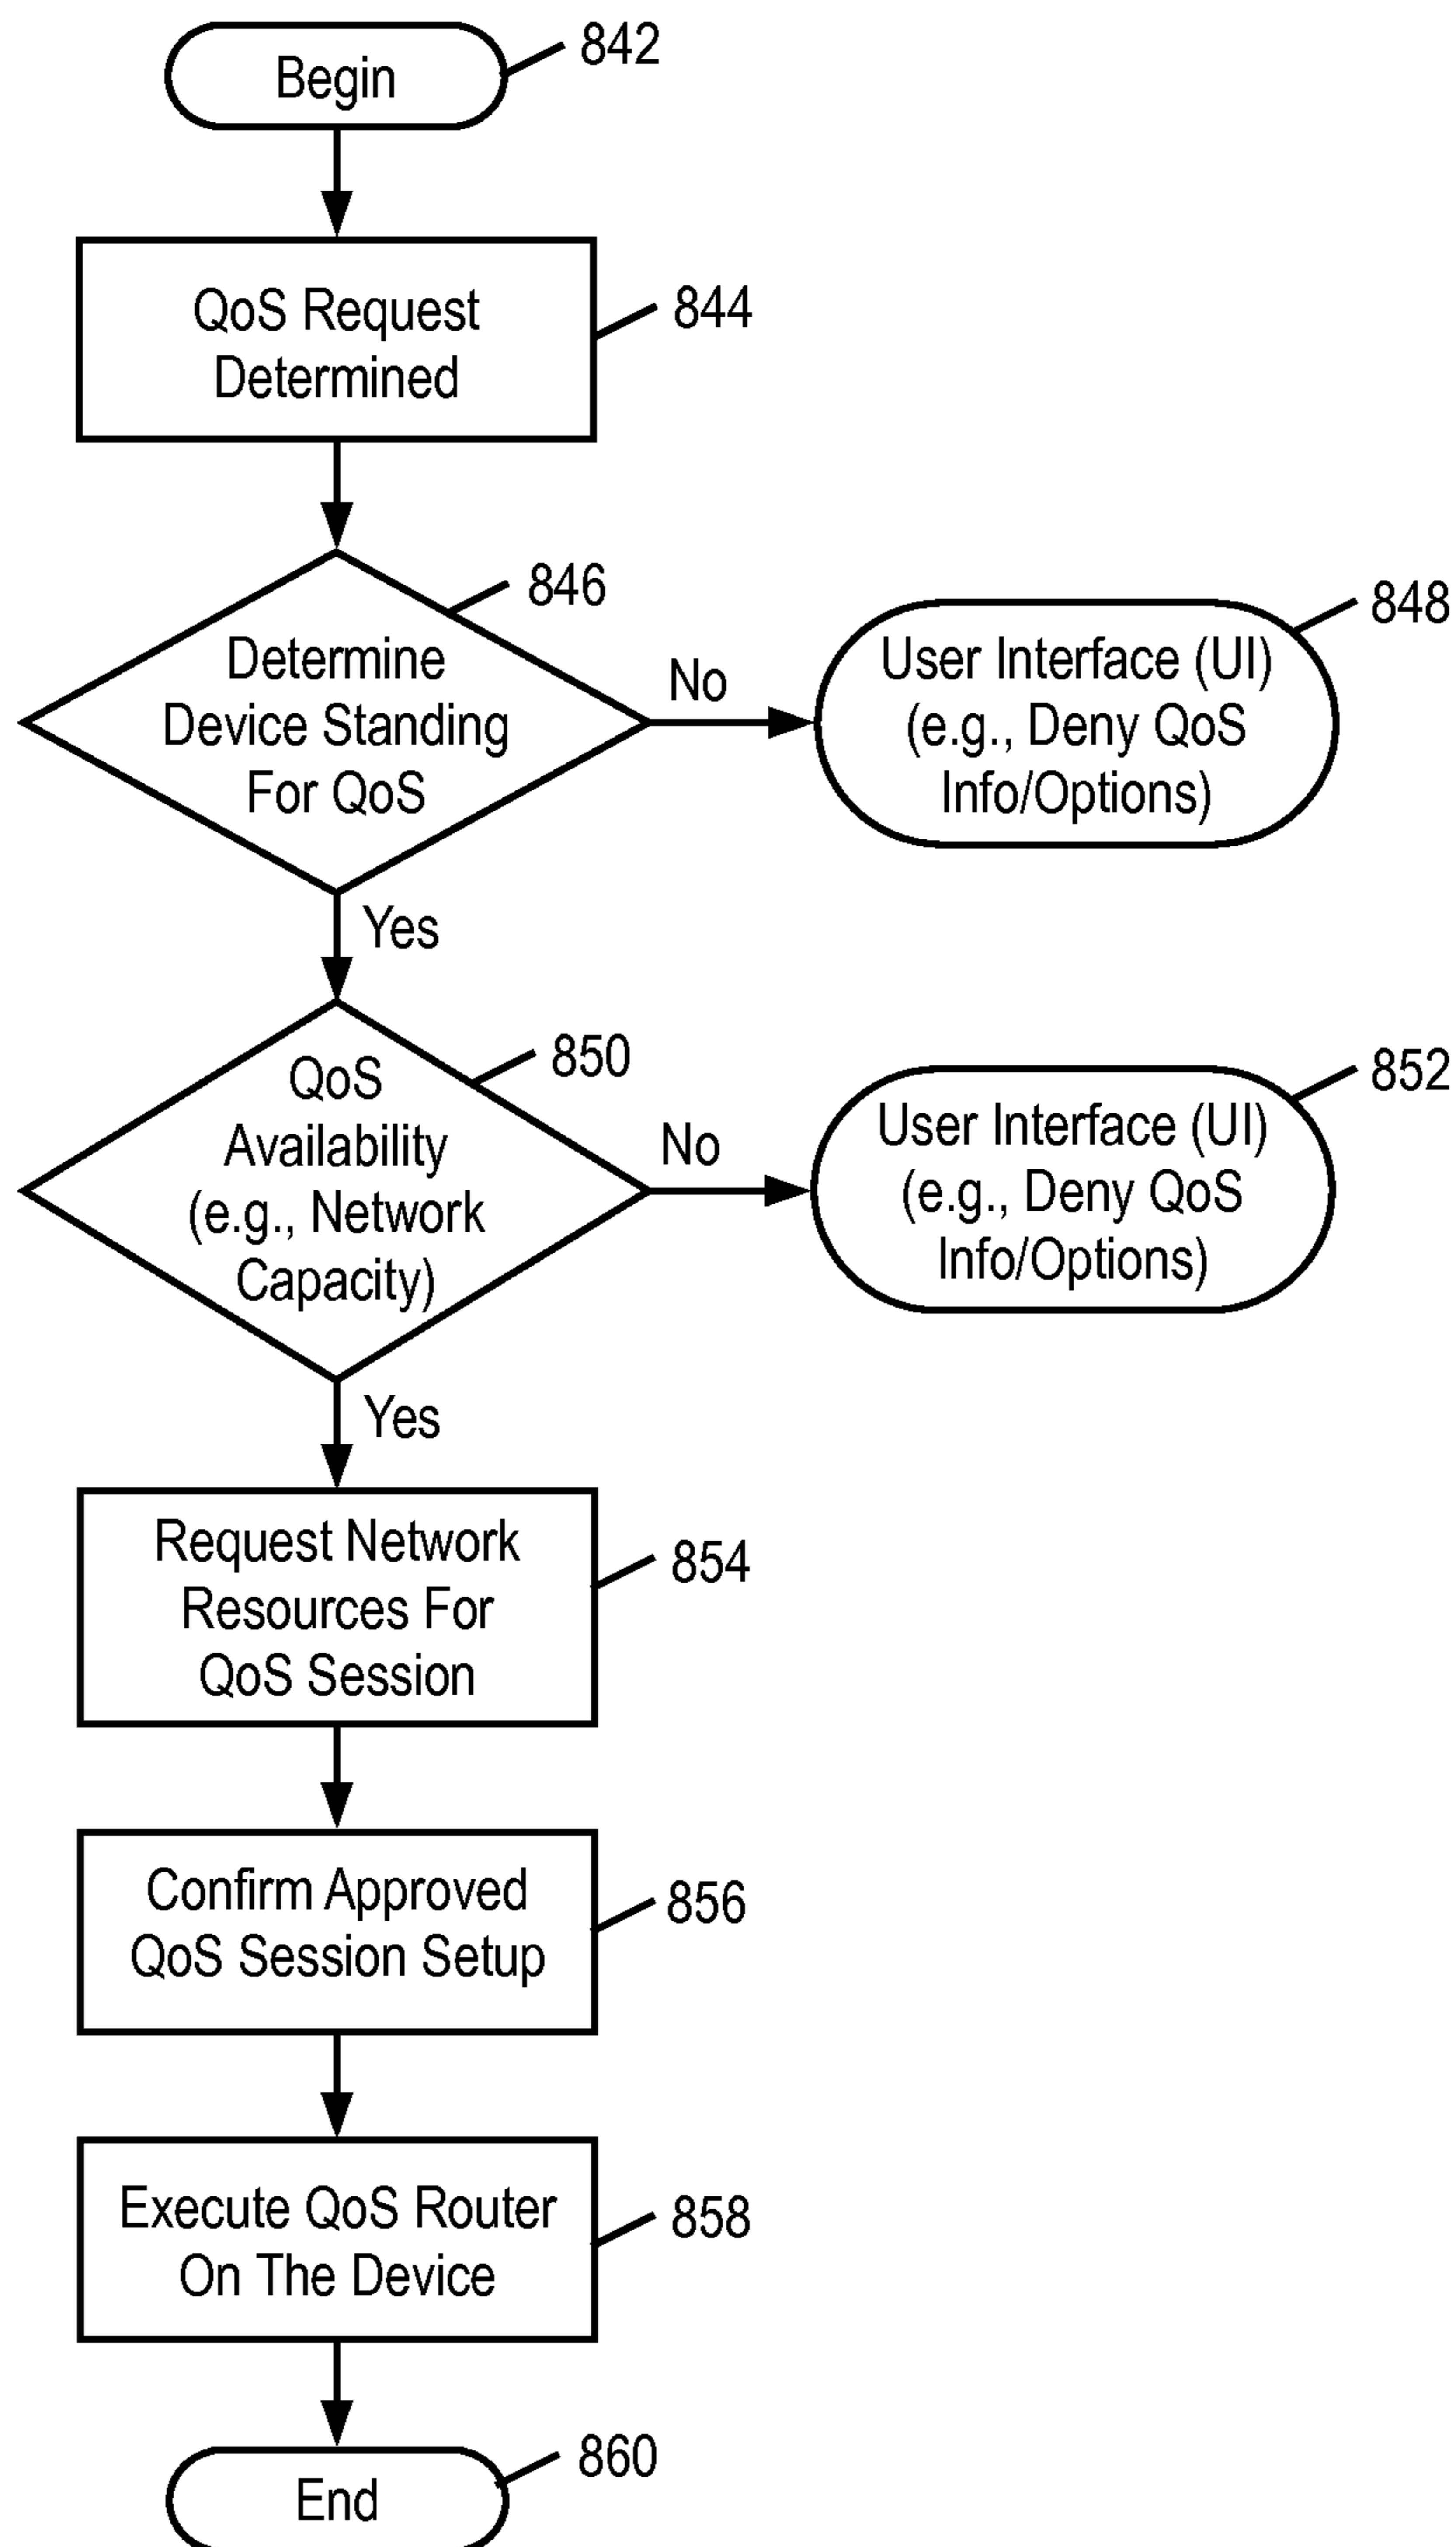 Begin
842
QoS Request
Determined
844
846
Determine
Device Standing
For QoS
No
User Interface (UI)
(e.g., Deny QoS
Info/Options)
848
Yes
850
QoS
Availability
(e.g., Network
Capacity)
No
User Interface (UI)
(e.g., Deny QoS
Info/Options)
852
Yes
Request Network
Resources For
QoS Session
854
Confirm Approved
QoS Session Setup
856
Execute QoS Router
On The Device
858
End
860